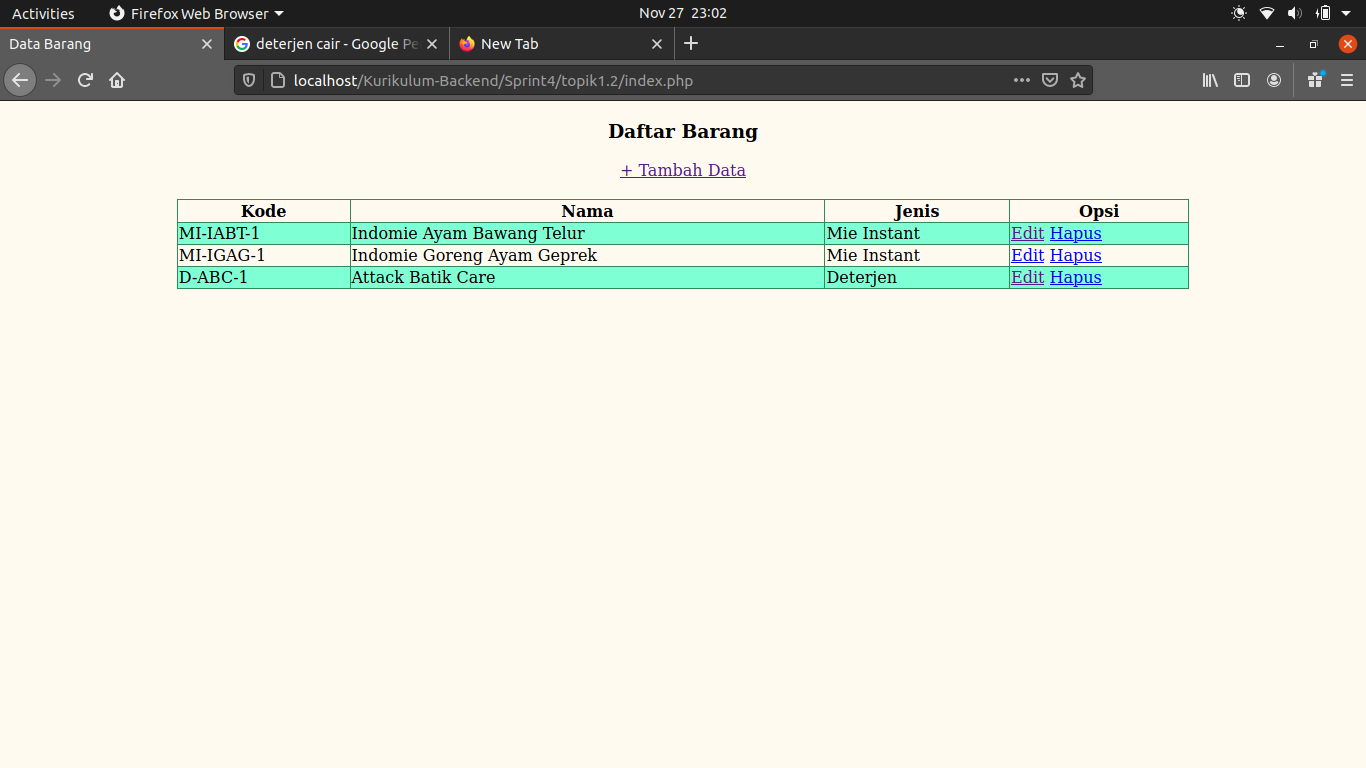 Activities Firefox Web Browser Nov 27 23:02
Data Barang deterjen cair - Google Pe New Tab
localhost/Kurikulum-Backend/Sprint4/topik1.2/index.php
Daftar Barang
+ Tambah Data
Kode Nama Jenis Opsi
MI-IABT-1 Indomie Ayam Bawang Telur Mie Instant Edit Hapus
MI-IGAG-1 Indomie Goreng Ayam Geprek Mie Instant Edit Hapus
D-ABC-1 Attack Batik Care Deterjen Edit Hapus